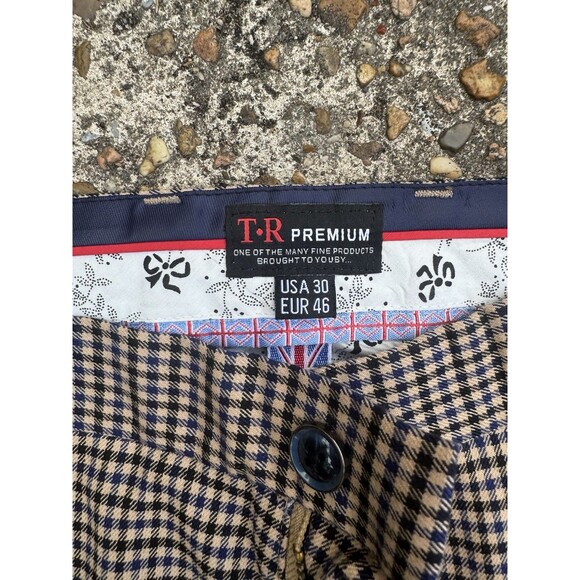 T·R PREMIUM
ONE OF THE MANY FINE PRODUCTS
BROUGHT TO YOU BY...
USA 30
EUR 46